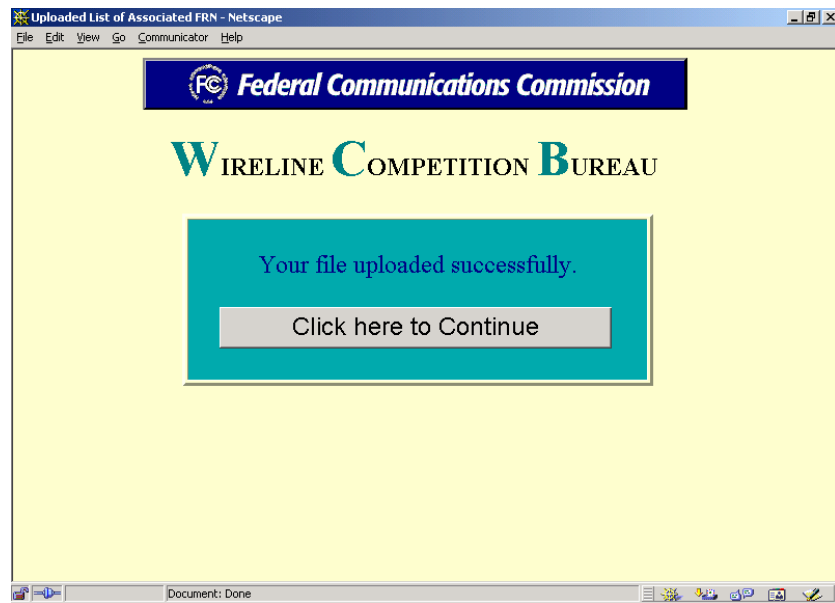 Uploaded List of Associated FRN - Netscape
File Edit View Go Communicator Help
FC Federal Communications Commission
WIRELINE COMPETITION BUREAU
Your file uploaded successfully.
Click here to Continue
Document: Done